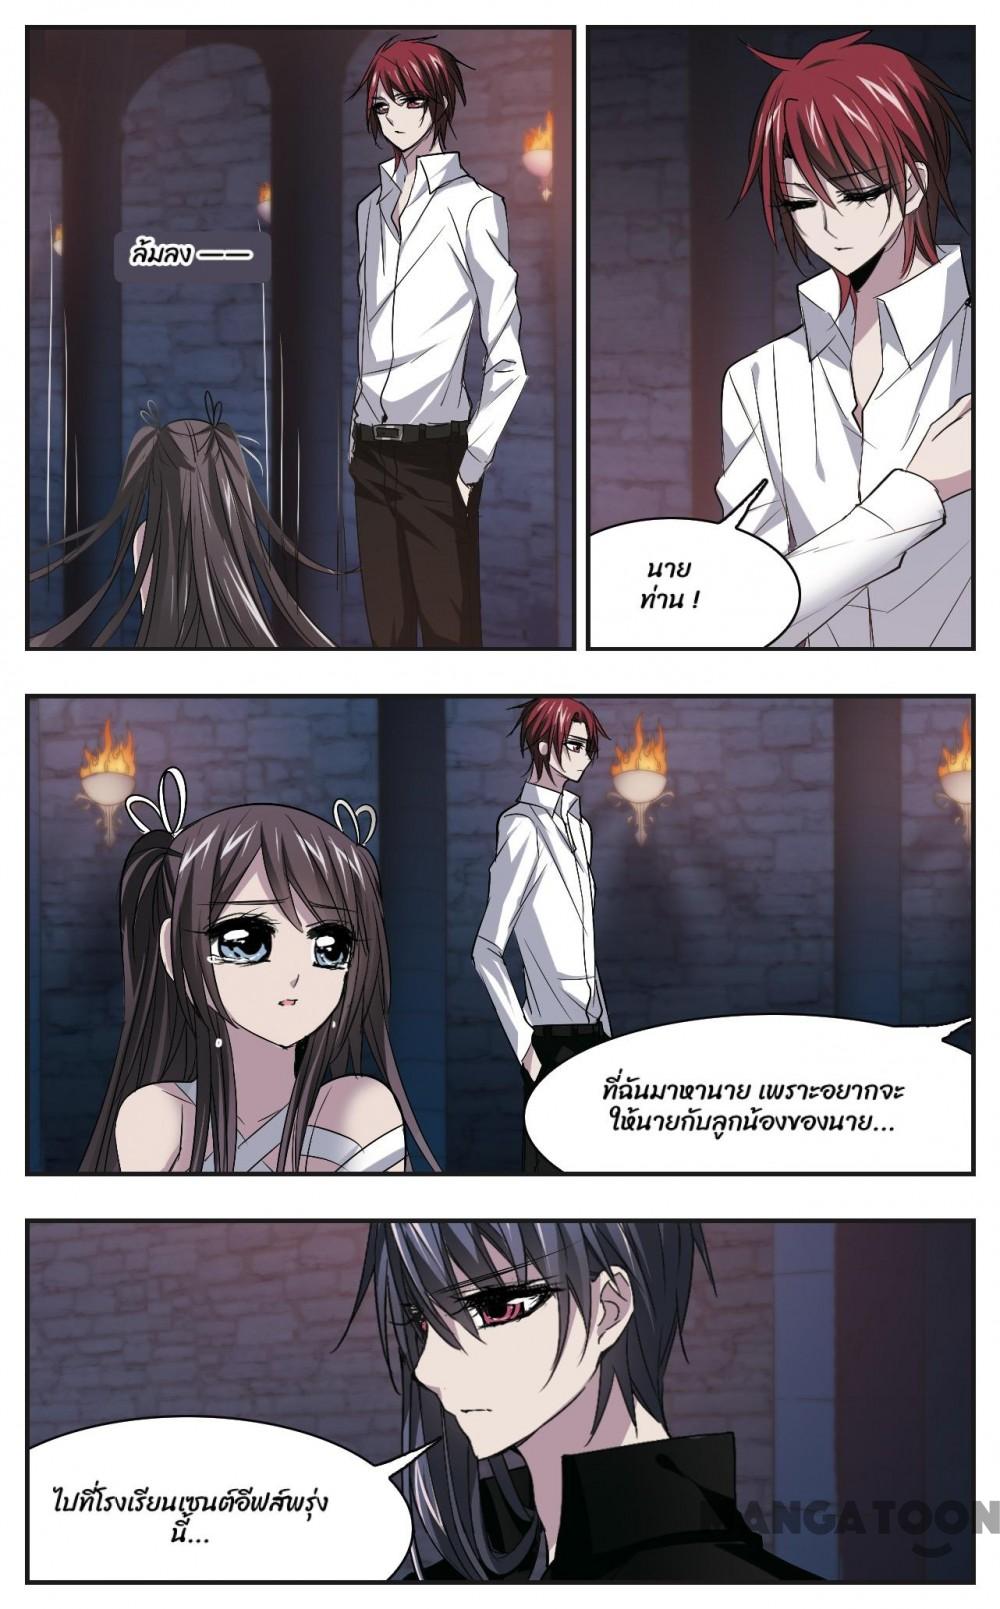 ล้มลง ——
นาย
ท่าน !
ที่ฉันมาหานาย เพราะอยากจะ
ให้นายกับลูกน้องของนาย...
ไปที่โรงเรียนเซนต์อีฟส์พรุ่ง
นี้...
MANGATOON